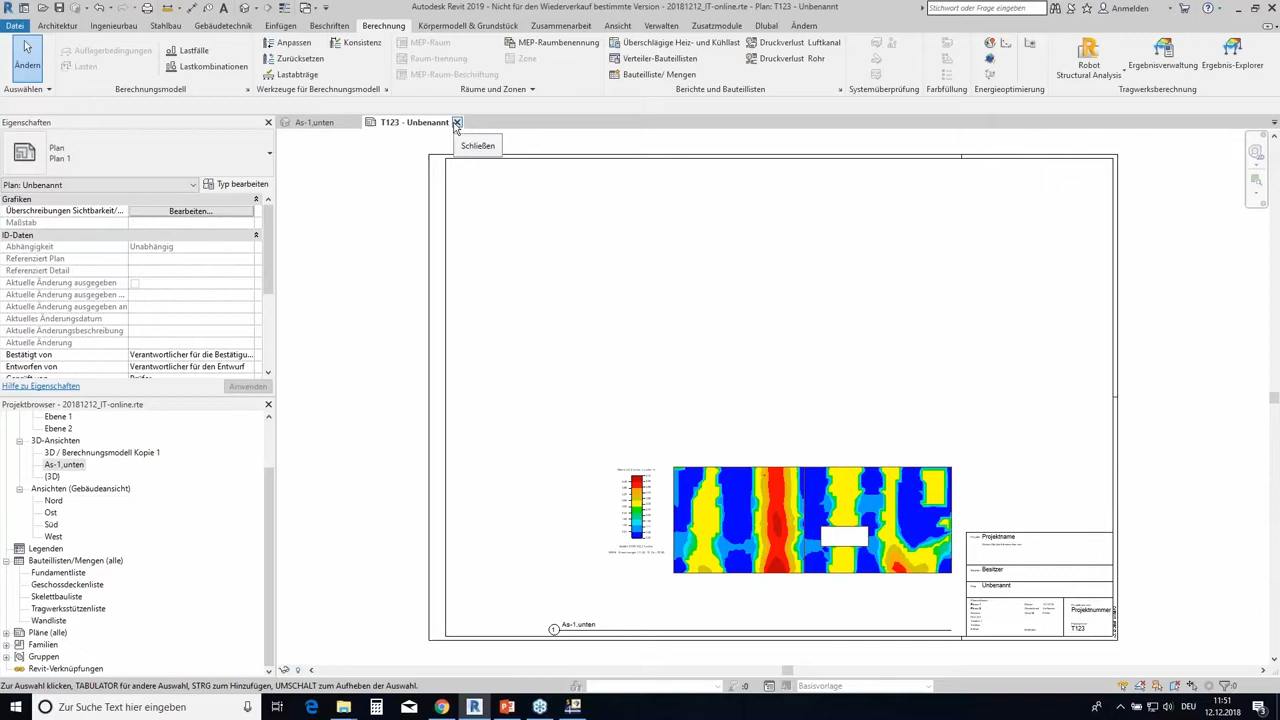 Autodesk Revit 2019 - Nicht für den Wiederverkauf bestimmte Version - 20181212_IT-online.rte - Plan: T123 - Unbenannt
Stichwort oder Frage eingeben
Anmelden
Datei Architektur Ingenieurbau Stahlbau Gebäudetechnik Einfügen Beschriften Berechnung Körpermodell & Grundstück Zusammenarbeit Ansicht Verwalten Zusatzmodule Dlubal Ändern
Ändern
Auflagerbedingungen
Lasten
Lastfälle
Lastkombinationen
Anpassen
Zurücksetzen
Lastabträge
Konsistenz
MEP-Raum
Raum-trennung
MEP-Raum-Beschriftung
MEP-Raumbenennung
Zone
Überschlägige Heiz- und Kühllast
Verteiler-Bauteillisten
Bauteilliste/ Mengen
Druckverlust Luftkanal
Druckverlust Rohr
Robot
Structural Analysis
Ergebnisverwaltung
Ergebnis-Explorer
Auswählen
Berechnungsmodell
Werkzeuge für Berechnungsmodell
Räume und Zonen
Berichte und Bauteillisten
Systemüberprüfung
Farbfüllung
Energieoptimierung
Tragwerksberechnung
Eigenschaften
As-1,unten
T123 - Unbenannt
Schließen
Plan
Plan 1
Plan: Unbenannt
Typ bearbeiten
Grafiken
Überschreibungen Sichtbarkeit/... Bearbeiten...
Maßstab
ID-Daten
Abhängigkeit Unabhängig
Referenziert Plan
Referenziert Detail
Aktuelle Änderung ausgegeben
Aktuelle Änderung ausgegeben ...
Aktuelle Änderung ausgegeben an
Aktuelles Änderungsdatum
Aktuelle Änderungsbeschreibung
Aktuelle Änderung
Bestätigt von Verantwortlicher für die Bestätigu...
Entworfen von Verantwortlicher für den Entwurf
Hilfe zu Eigenschaften
Anwenden
Projektbrowser - 20181212_IT-online.rte
Ebene 1
Ebene 2
3D-Ansichten
3D / Berechnungsmodell Kopie 1
As-1,unten
{3D}
Ansichten (Gebäudeansicht)
Nord
Ost
Süd
West
Legenden
Bauteillisten/Mengen (alle)
Fundamentliste
Geschossdeckenliste
Skelettbauliste
Tragwerksstützenliste
Wandliste
Pläne (alle)
Familien
Gruppen
Revit-Verknüpfungen
Projektname
Besitzer
Unbenannt
Projektnummer
T123
1
As-1,unten
Zur Auswahl klicken, TABULATOR für andere Auswahl, STRG zum Hinzufügen, UMSCHALT zum Aufheben der Auswahl.
:0
Basisvorlage
:0
Zur Suche Text hier eingeben
DEU
11:51
12.12.2018